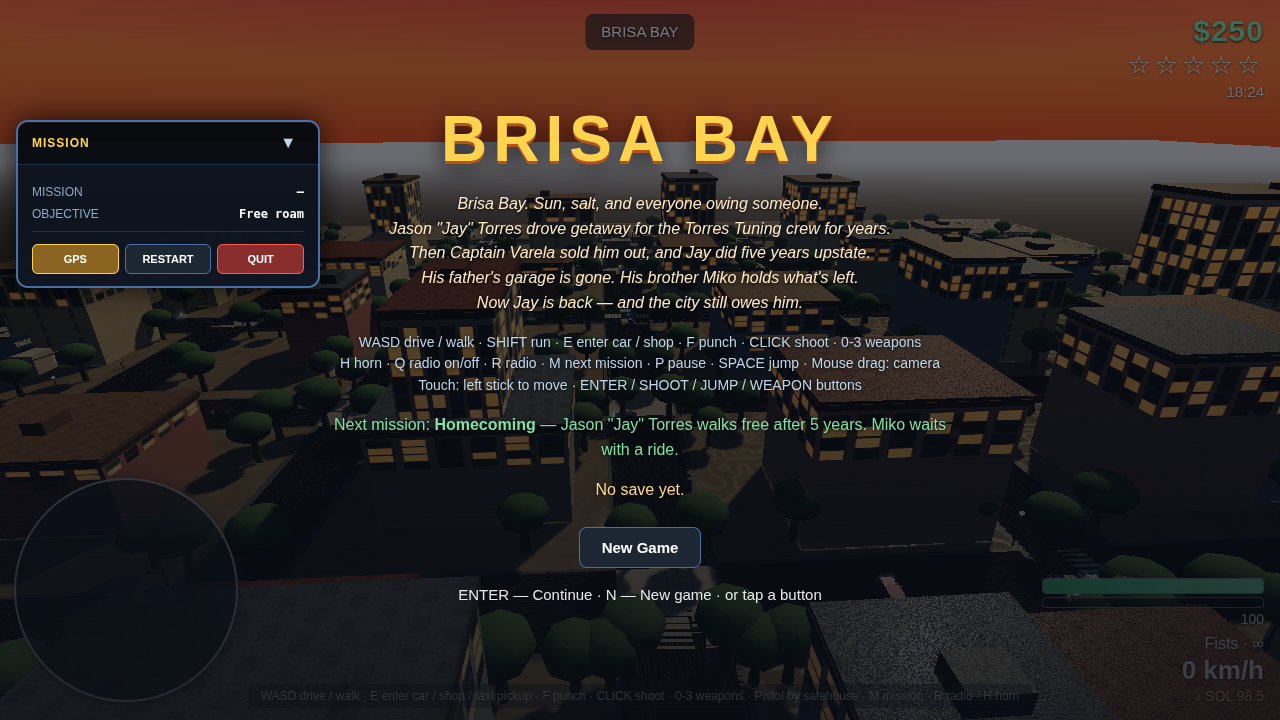 BRISA BAY
$250
☆☆☆☆☆
18:24
MISSION ▼
MISSION –
OBJECTIVE Free roam
GPS RESTART QUIT
BRISA BAY
Brisa Bay. Sun, salt, and everyone owing someone.
Jason "Jay" Torres drove getaway for the Torres Tuning crew for years.
Then Captain Varela sold him out, and Jay did five years upstate.
His father's garage is gone. His brother Miko holds what's left.
Now Jay is back — and the city still owes him.
WASD drive / walk · SHIFT run · E enter car / shop · F punch · CLICK shoot · 0-3 weapons
H horn · Q radio on/off · R radio · M next mission · P pause · SPACE jump · Mouse drag: camera
Touch: left stick to move · ENTER / SHOOT / JUMP / WEAPON buttons
Next mission: Homecoming — Jason "Jay" Torres walks free after 5 years. Miko waits
with a ride.
No save yet.
New Game
ENTER — Continue · N — New game · or tap a button
100
Fists · ∞
0 km/h
♪ SOL 98.5
WASD drive / walk · E enter car / shop / taxi pickup · F punch · CLICK shoot · 0-3 weapons · Pistol by safehouse · M mission · R radio · H horn
TAG